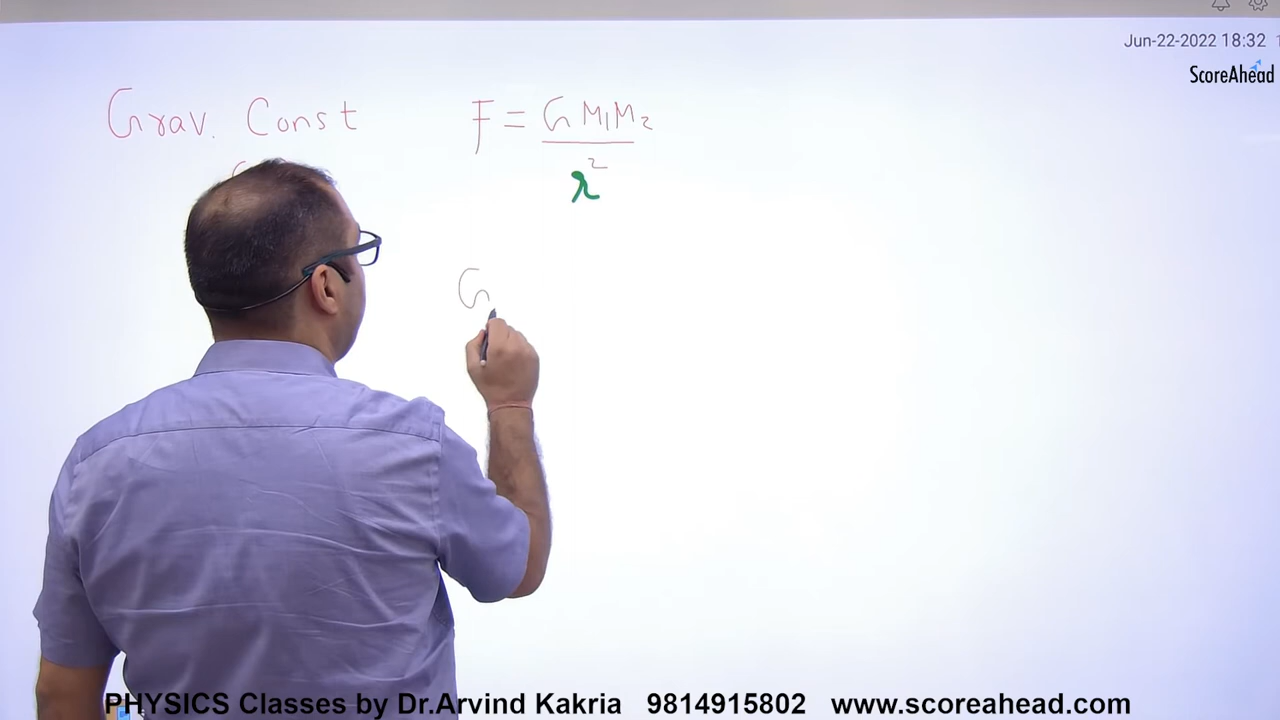 Jun-22-2022 18:32
ScoreAhead
Grav. Const
F = G M1M2
r2
G
PHYSICS Classes by Dr.Arvind Kakria 9814915802 www.scoreahead.com